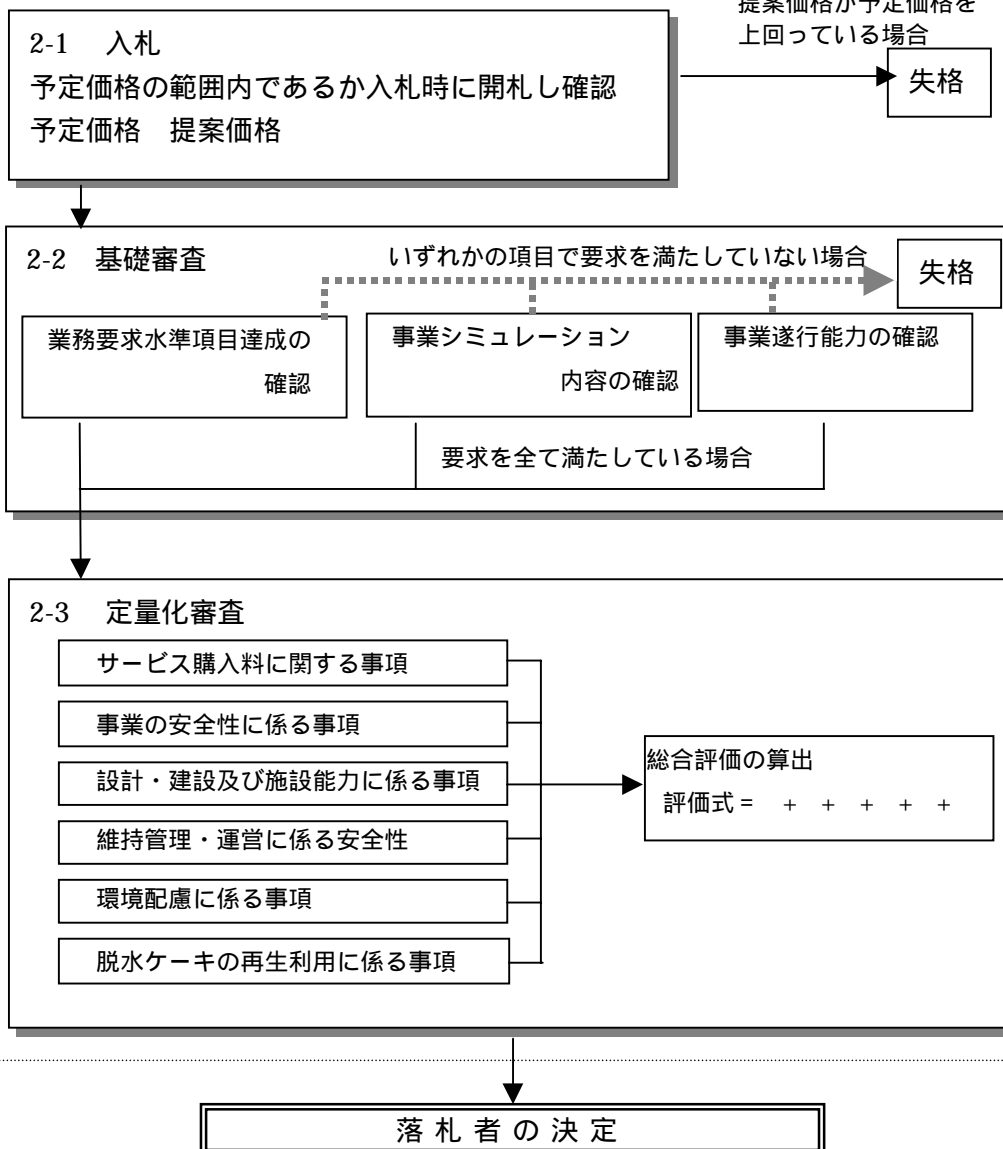 提案価格が予定価格を
上回っている場合
失格
2-1 入札
予定価格の範囲内であるか入札時に開札し確認
予定価格 提案価格
2-2 基礎審査
いずれかの項目で要求を満たしていない場合
失格
業務要求水準項目達成の
確認
事業シミュレーション
内容の確認
事業遂行能力の確認
要求を全て満たしている場合
2-3 定量化審査
サービス購入料に関する事項
事業の安全性に係る事項
設計・建設及び施設能力に係る事項
維持管理・運営に係る安全性
環境配慮に係る事項
脱水ケーキの再生利用に係る事項
総合評価の算出
評価式 = + + + + +
落札者の決定